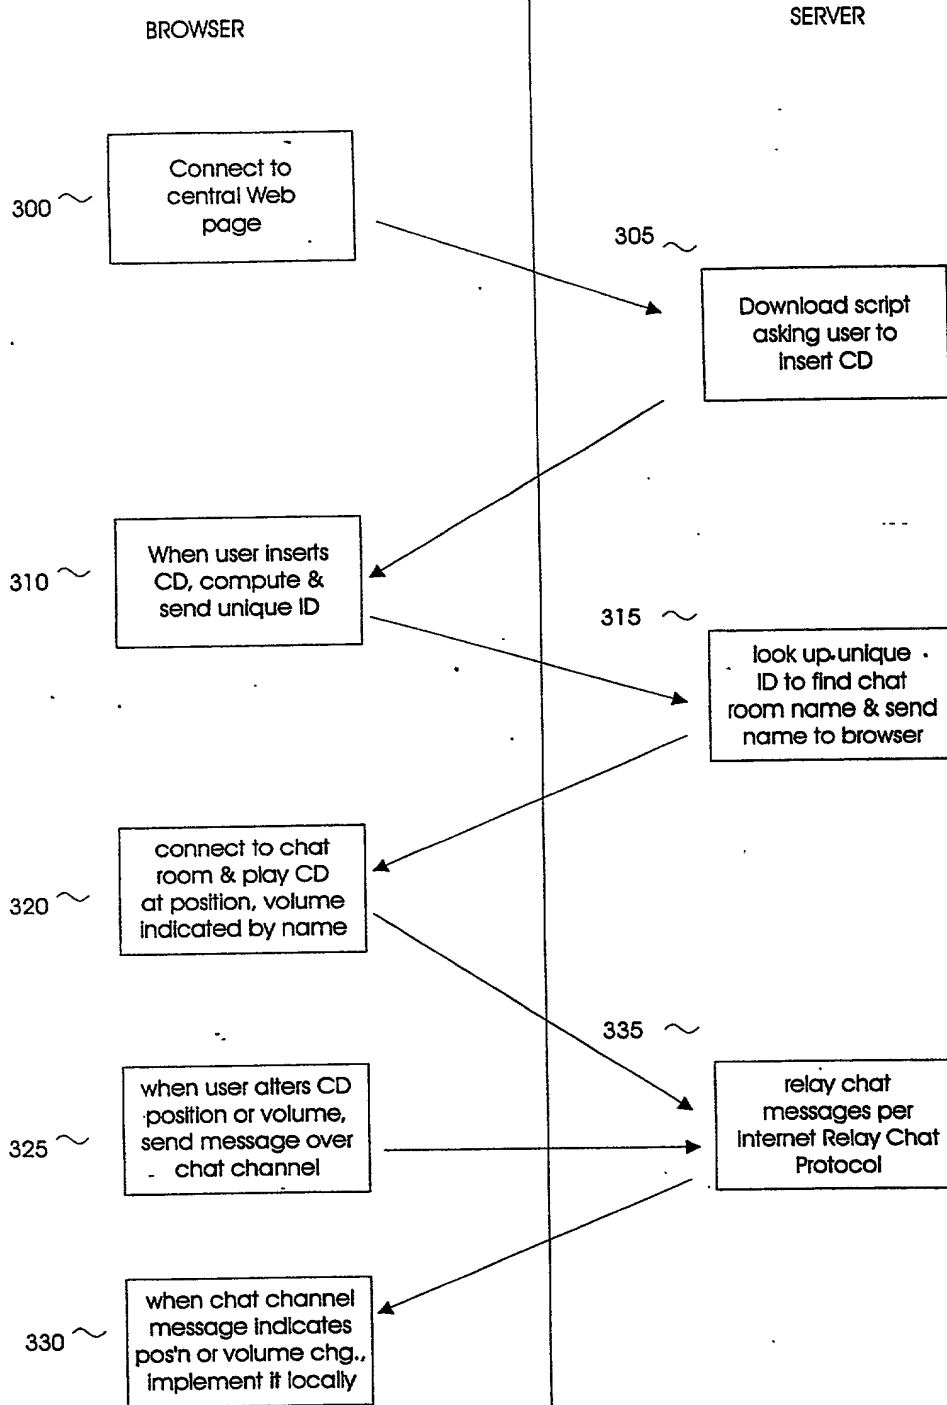 BROWSER
SERVER
300
Connect to
central Web
page
305
Download script
asking user to
insert CD
310
When user inserts
CD, compute &
send unique ID
315
look up unique
ID to find chat
room name & send
name to browser
320
connect to chat
room & play CD
at position, volume
indicated by name
325
when user alters CD
position or volume,
send message over
chat channel
335
relay chat
messages per
Internet Relay Chat
Protocol
330
when chat channel
message indicates
pos'n or volume chg.,
implement it locally